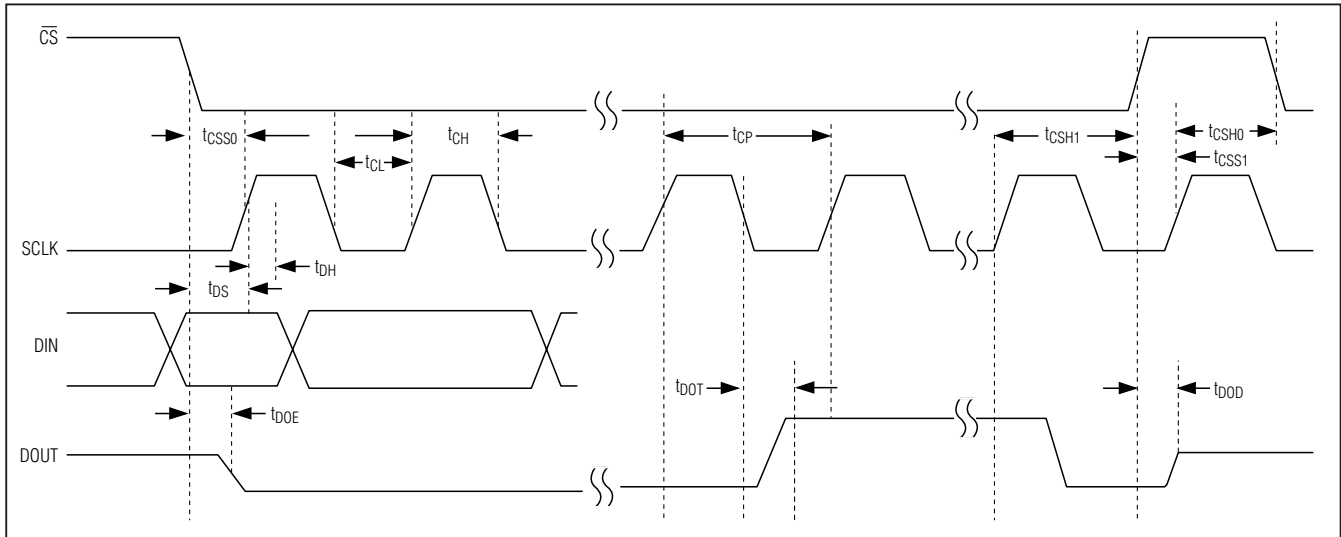 CS
tCSS0
tCH
tCP
tCSH1
tCSH0
tCL
tCSS1
SCLK
tDH
tDS
DIN
tDOT
tDOD
tDOE
DOUT